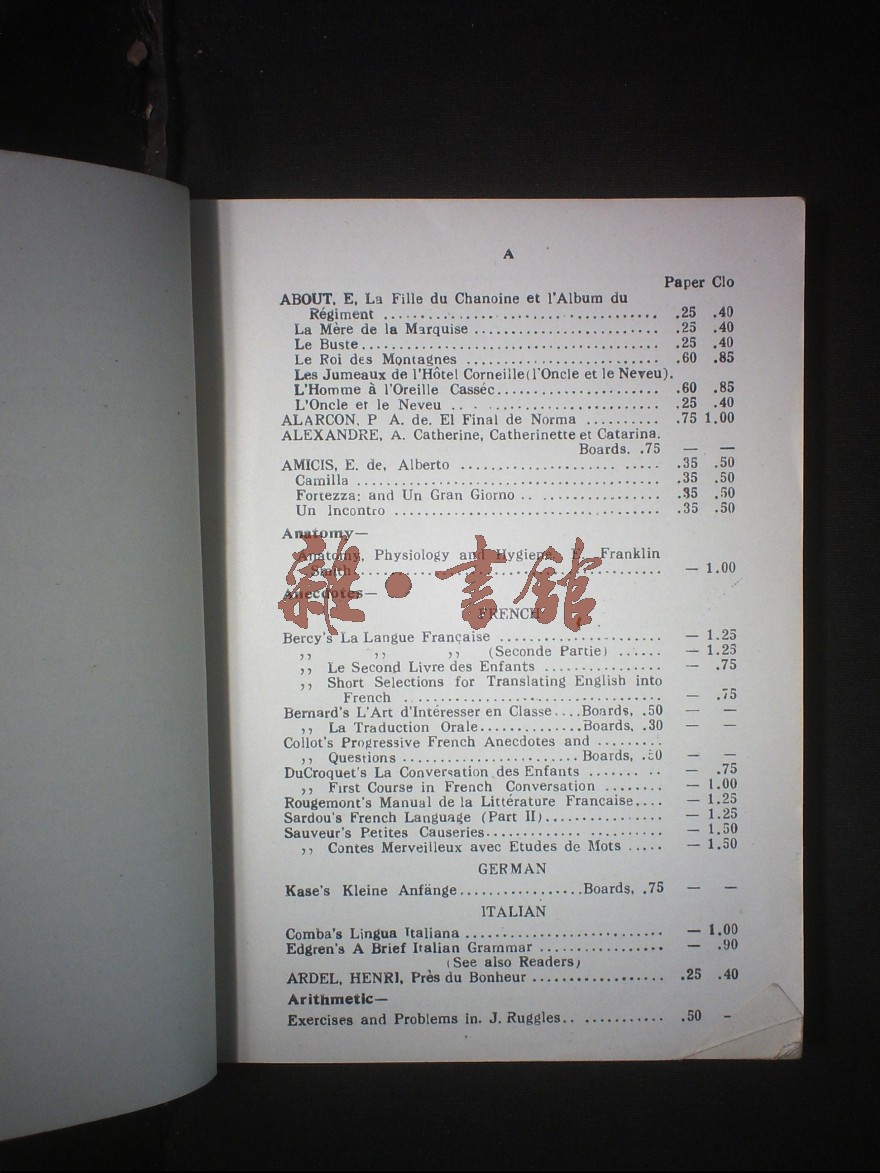 A
Paper Clo
ABOUT, E, La Fille du Chanoine et l'Album du
Régiment .25 .40
La Mère de la Marquise .25 .40
Le Buste .25 .40
Le Roi des Montagnes .60 .85
Les Jumeaux de l'Hôtel Corneille (l'Oncle et le Neveu).
L'Homme à l'Oreille Cassée .60 .85
L'Oncle et le Neveu .25 .40
ALARCON, P A. de. El Final de Norma .75 1.00
ALEXANDRE, A. Catherine, Catherinette et Catarina.
Boards. .75 — —
AMICIS, E. de, Alberto .35 .50
Camilla .35 .50
Fortezza; and Un Gran Giorno .35 .50
Un Incontro .35 .50
Anatomy—
Anatomy, Physiology and Hygiene. E. Franklin
Smith — 1.00
Anecdotes—
FRENCH
雜·書館
Bercy's La Langue Française — 1.25
,, ,, ,, (Seconde Partie) — 1.25
,, Le Second Livre des Enfants — .75
,, Short Selections for Translating English into
French — .75
Bernard's L'Art d'Intéresser en Classe....Boards, .50 — —
,, La Traduction Orale..............Boards, .30 — —
Collot's Progressive French Anecdotes and
,, Questions ........................ Boards, — —
DuCroquet's La Conversation des Enfants — .75
,, First Course in French Conversation — 1.00
Rougemont's Manual de la Littérature Francaise.... — 1.25
Sardou's French Language (Part II) — 1.25
Sauveur's Petites Causeries — 1.50
,, Contes Merveilleux avec Etudes de Mots ..... — 1.50
GERMAN
Kase's Kleine Anfänge.................Boards, .75 — —
ITALIAN
Comba's Lingua Italiana — 1.00
Edgren's A Brief Italian Grammar — .90
(See also Readers)
ARDEL, HENRI, Près du Bonheur .25 .40
Arithmetic—
Exercises and Problems in. J. Ruggles .50 -